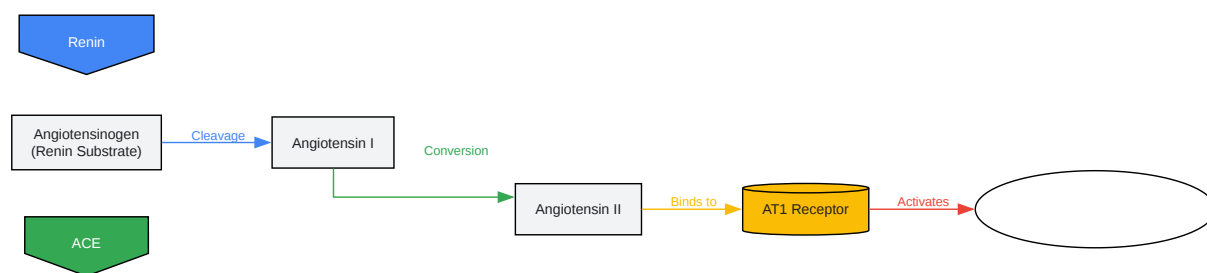 Renin
Angiotensinogen
(Renin Substrate)
Cleavage
Angiotensin I
Conversion
Angiotensin II
Binds to
AT1 Receptor
Activates
ACE